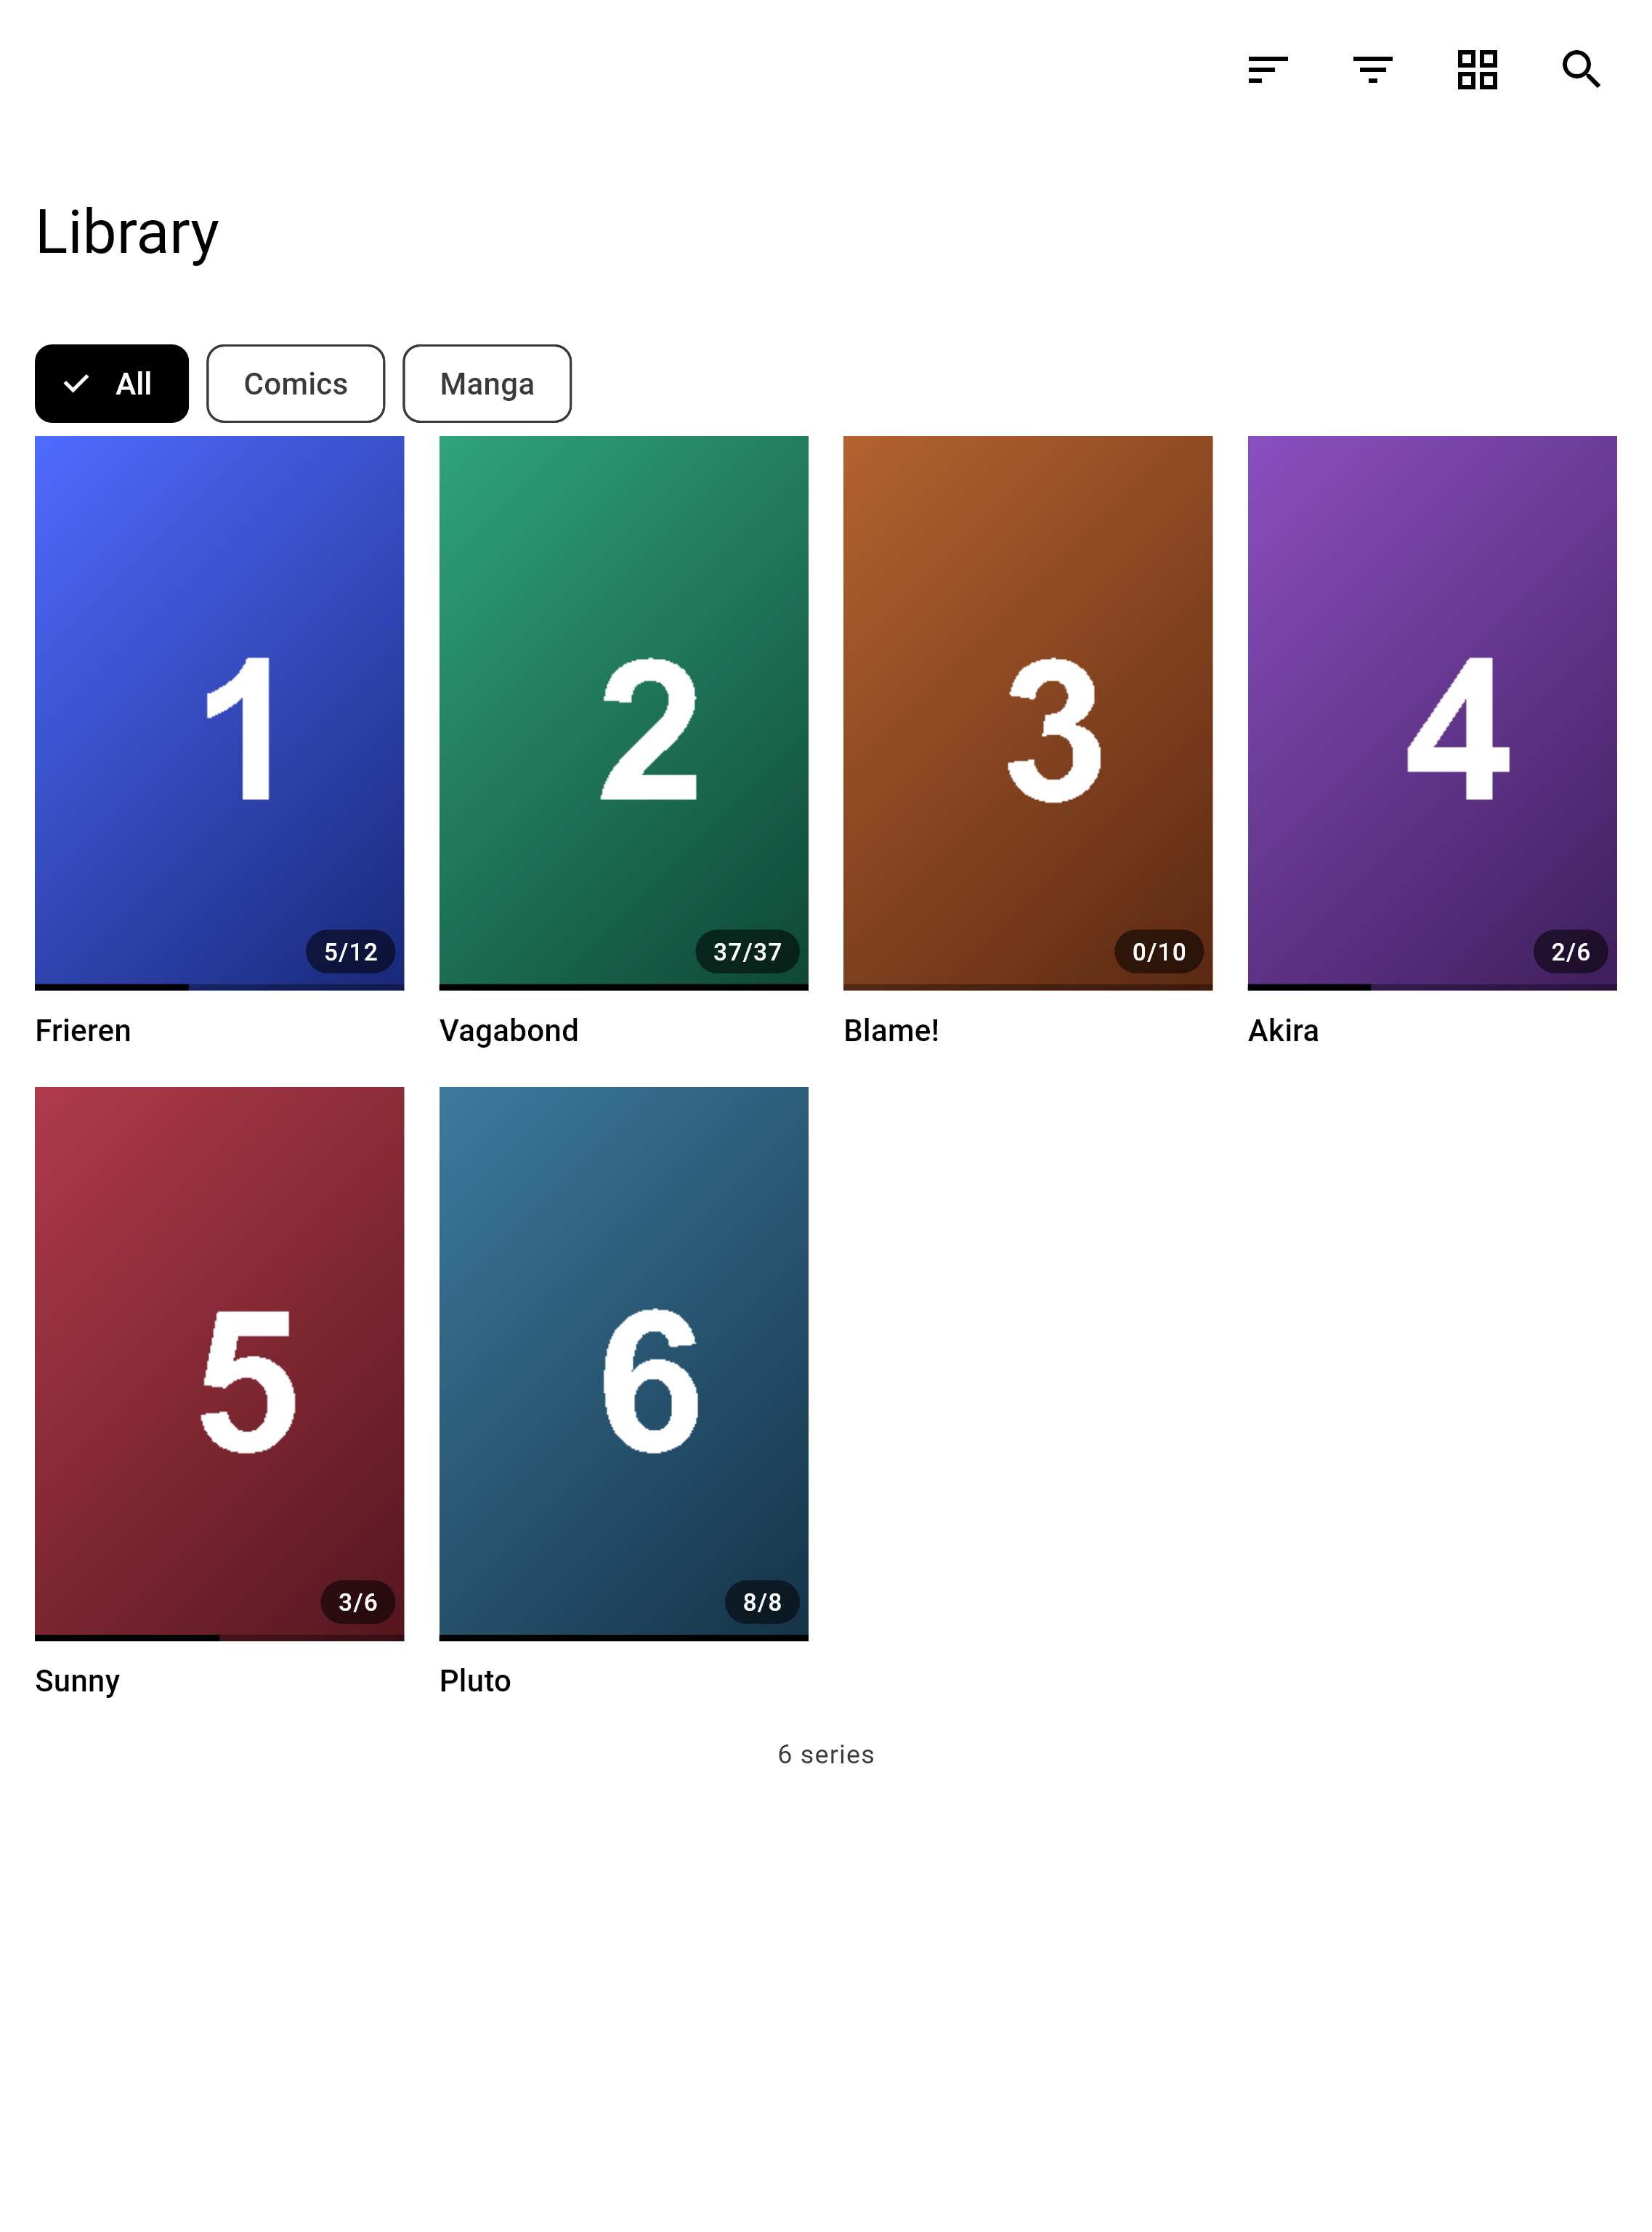 Library
All Comics Manga
1 2 3 4
5/12 37/37 0/10 2/6
Frieren Vagabond Blame! Akira
5 6
3/6 8/8
Sunny Pluto
6 series